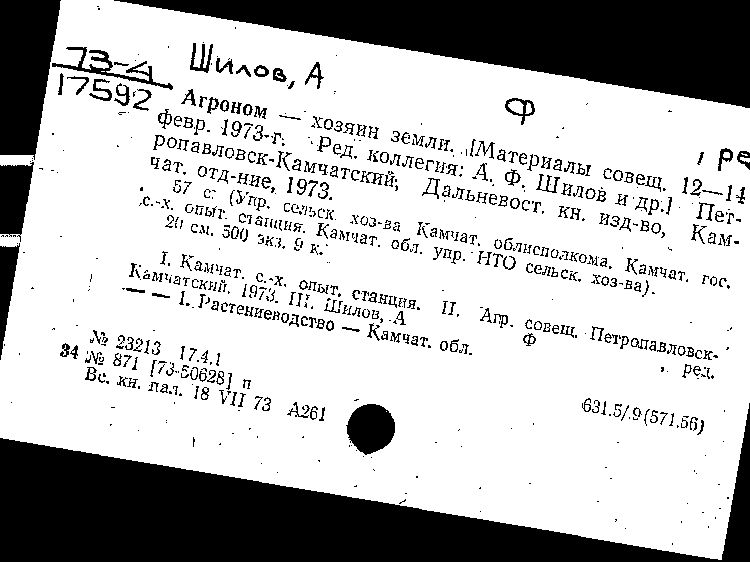 73-4
17592
Шилов, А Ф , ре
Агроном — хозяин земли. [Материалы совещ. 12—14
февр. 1973 г. Ред. коллегия: А. Ф. Шилов и др.] Пет-
ропавловск-Камчатский, Дальневост. кн. изд-во, Кам-
чат. отд-ние, 1973.
57 с. (Упр. сельск. хоз-ва Камчат. облисполкома. Камчат. гос.
с.-х. опыт. станция. Камчат. обл. упр. НТО сельск. хоз-ва).
20 см. 500 экз. 9 к.
I. Камчат. с.-х. опыт. станция. II. Агр. совещ. Петропавловск-
Камчатский. 1973. III. Шилов, А Ф , ред.
— — 1. Растениеводство — Камчат. обл.
№ 23213 17.4.1
34 № 871 [73-50628] п
Вс. кн. пал. 18 VII 73 А261
631.5/.9(571.56)